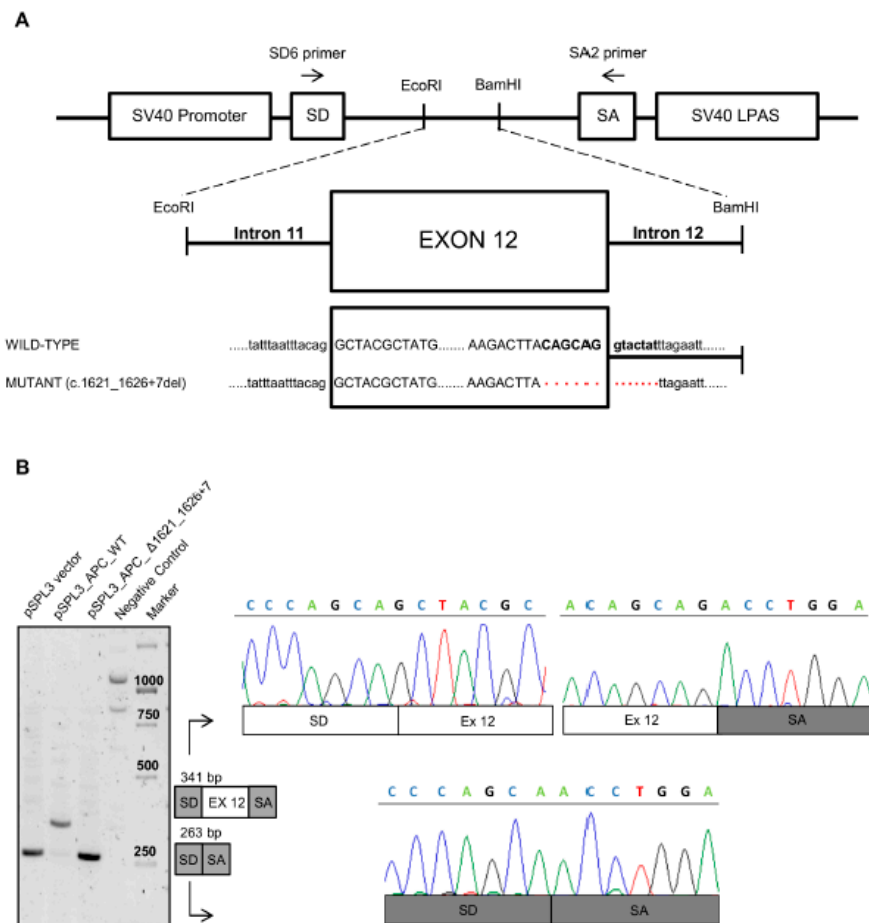 A
SD6 primer SA2 primer
EcoRI BamHI
SV40 Promoter SD SA SV40 LPAS
EcoRI BamHI
Intron 11 EXON 12 Intron 12
WILD-TYPE .....tatttaatttacag GCTACGCTATG....... AAGACTTACAGCAG gtactatttagaatt......
MUTANT (c.1621_1626+7del) .....tatttaatttacag GCTACGCTATG....... AAGACTTA ttagaatt......
B
pSPL3 vector
pSPL3_APC_WT
pSPL3_APC_Δ1621_1626+7
Negative Control
Marker
C C C A G C A G C T A C G C A C A G C A G A C C T G G A
1000
750
SD Ex 12 Ex 12 SA
500
341 bp
SD EX 12 SA
C C C A G C A A C C T G G A
263 bp
250
SD SA
SD SA